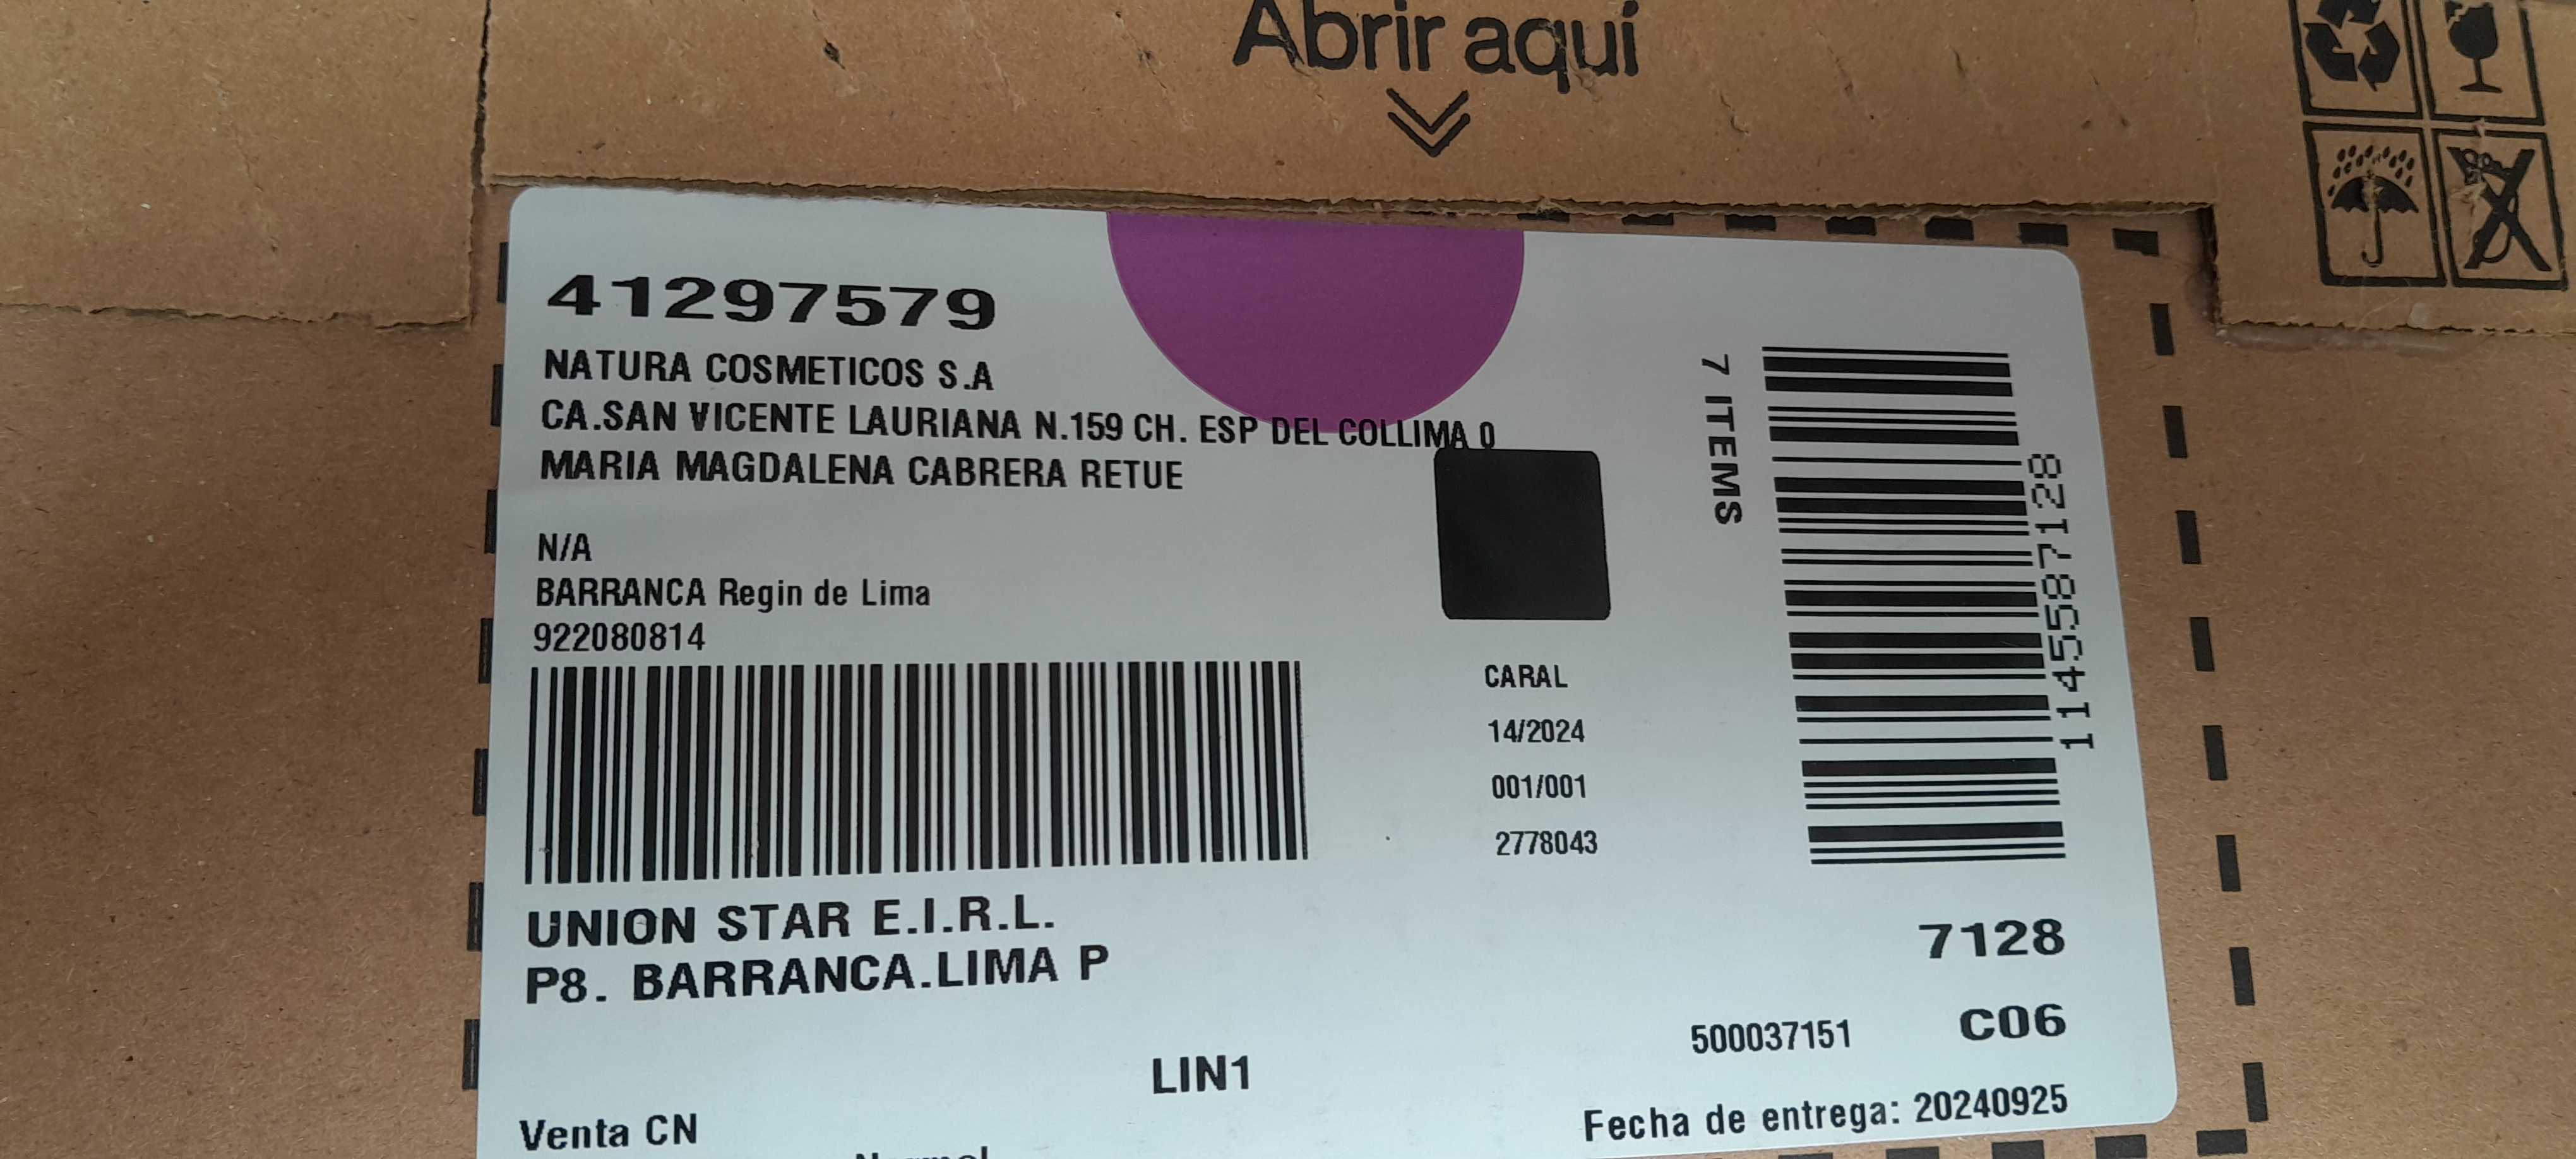 Abrir aquí
41297579
NATURA COSMETICOS S.A
CA.SAN VICENTE LAURIANA N.159 CH. ESP DEL COLLIMA 0
MARIA MAGDALENA CABRERA RETUE
N/A
BARRANCA Regin de Lima
922080814
7 ITEMS
1145587128
CARAL
14/2024
001/001
2778043
UNION STAR E.I.R.L.
P8. BARRANCA.LIMA P
7128
500037151 C06
LIN1
Fecha de entrega: 20240925
Venta CN